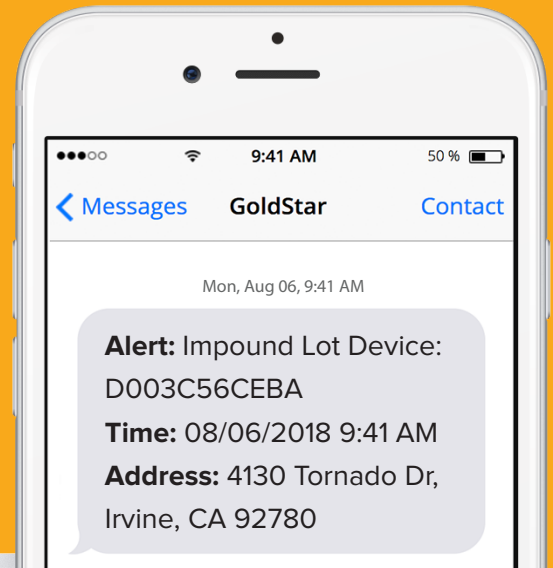 9:41 AM 50 %
Messages GoldStar Contact
Mon, Aug 06, 9:41 AM
Alert: Impound Lot Device:
D003C56CEBA
Time: 08/06/2018 9:41 AM
Address: 4130 Tornado Dr,
Irvine, CA 92780